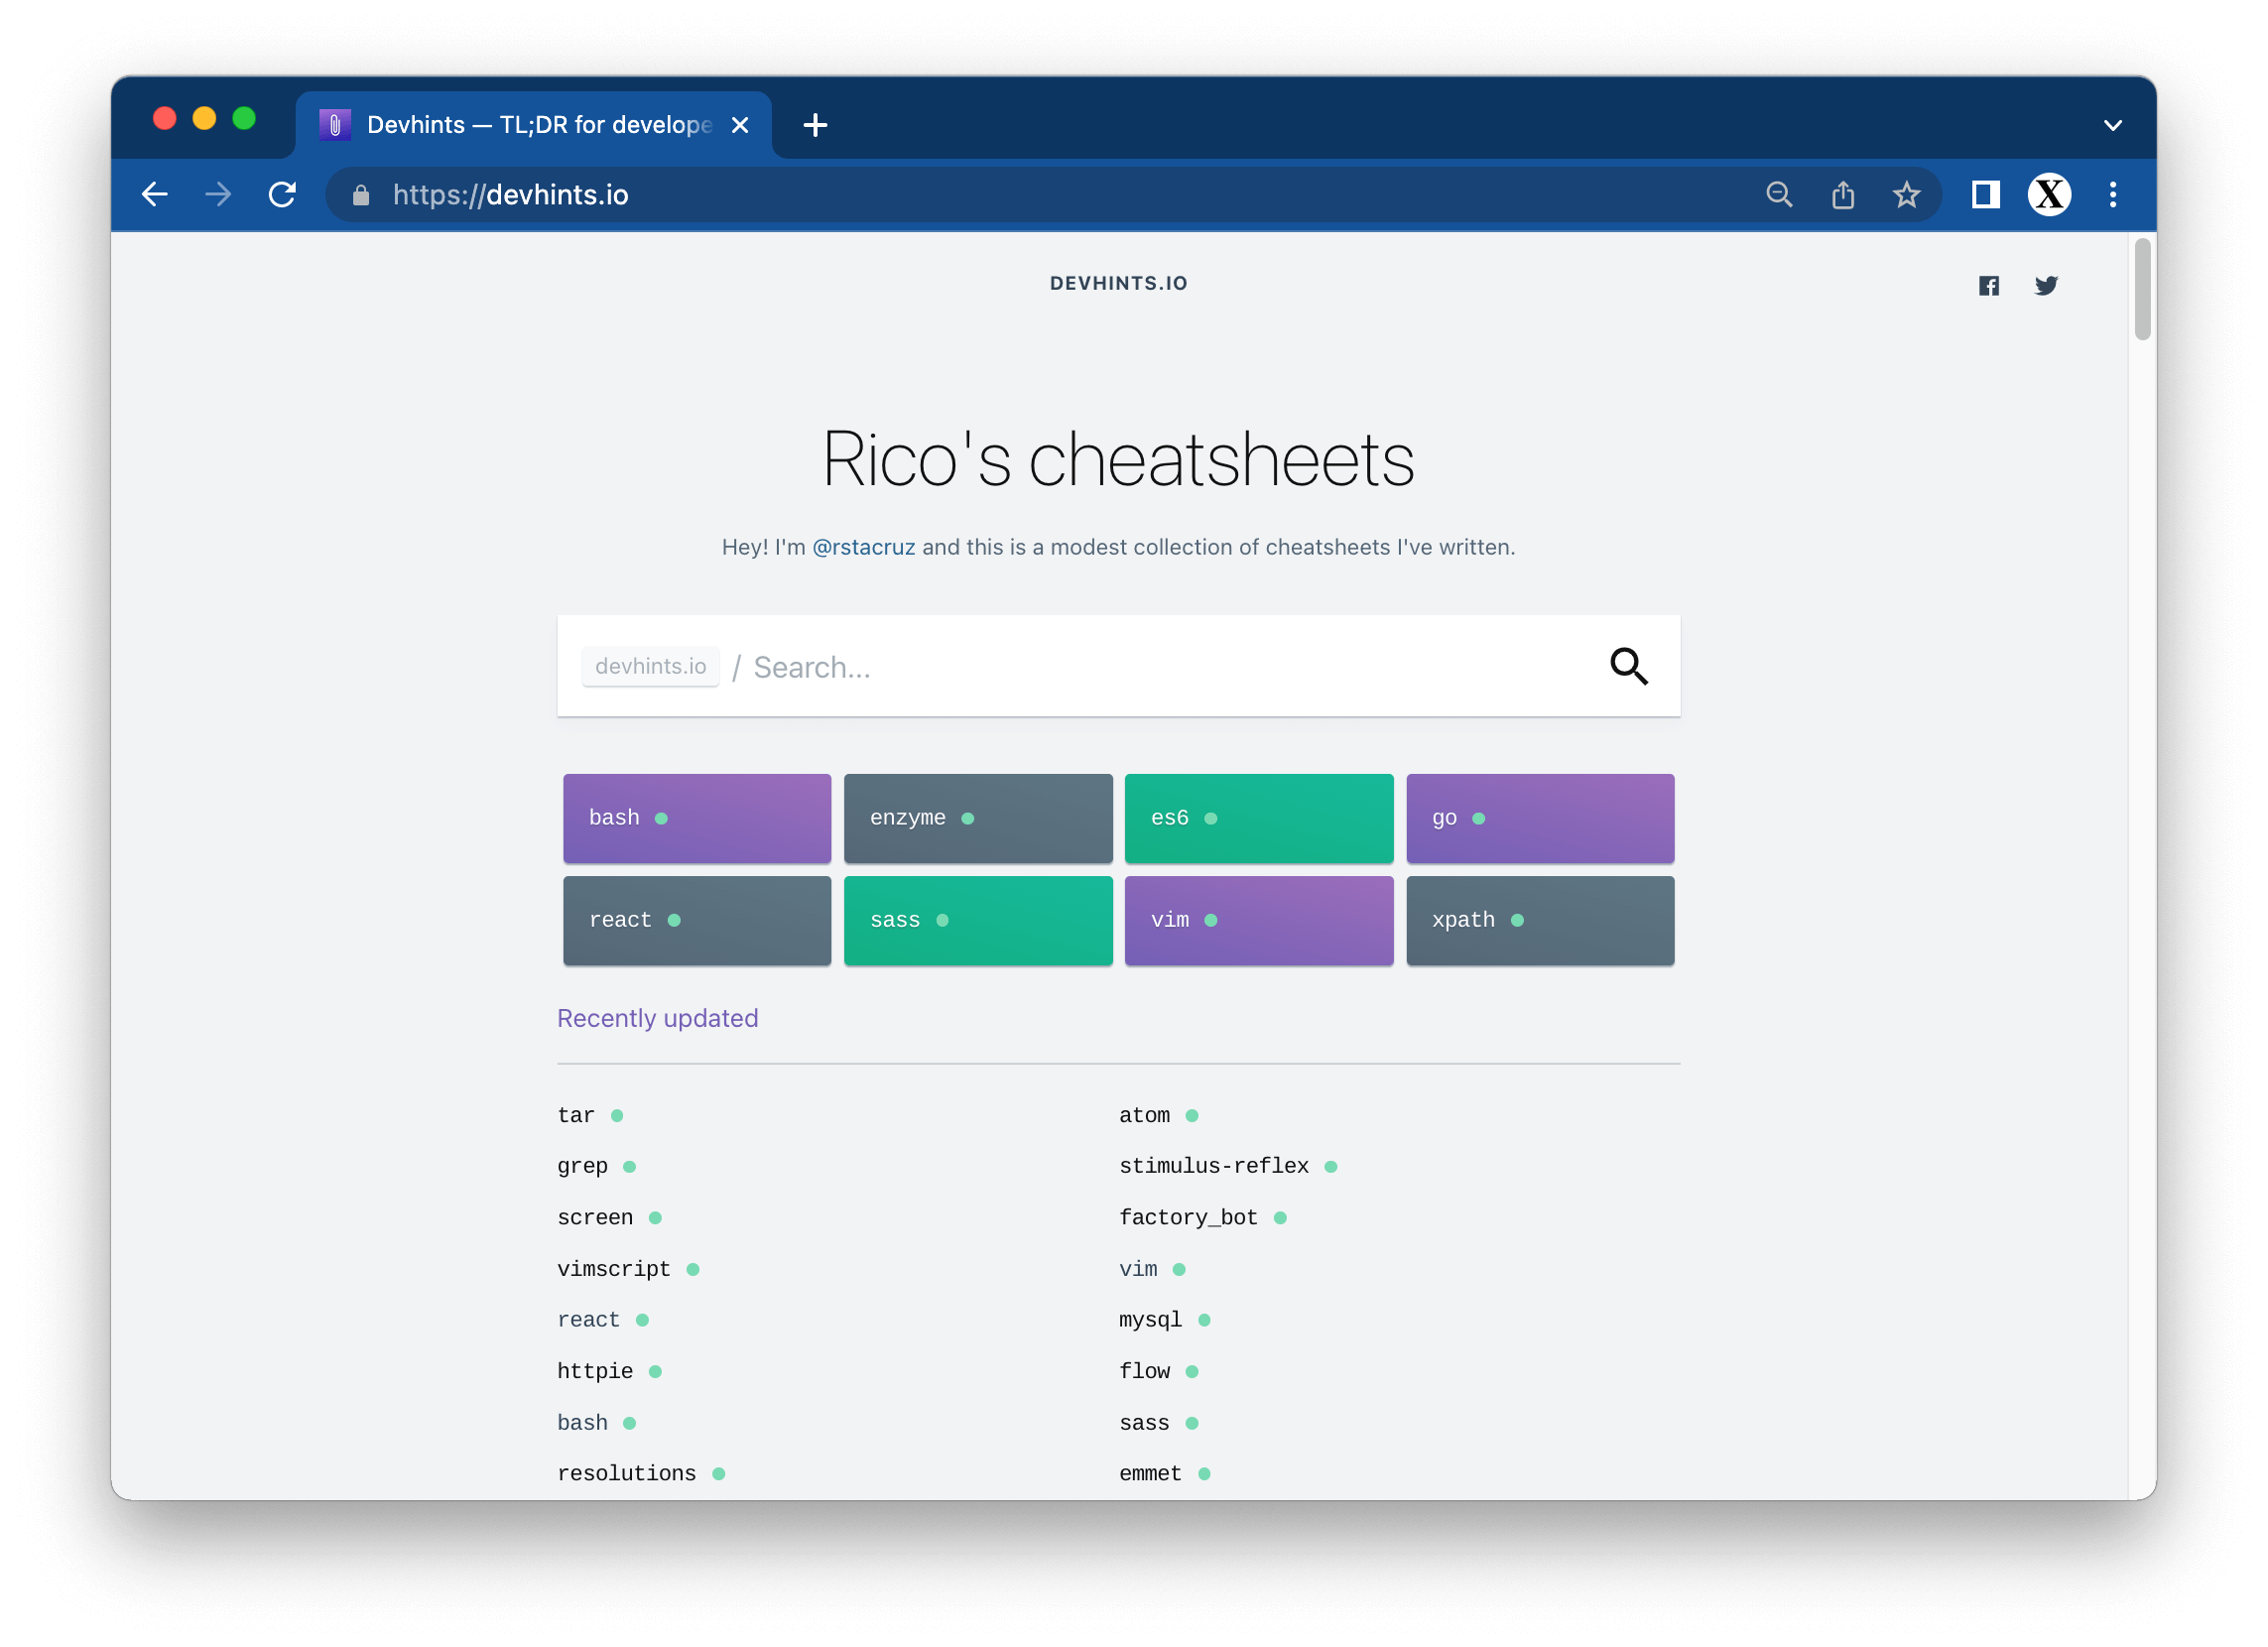 Devhints — TL;DR for develope
https://devhints.io
X
DEVHINTS.IO
Rico's cheatsheets
Hey! I'm @rstacruz and this is a modest collection of cheatsheets I've written.
devhints.io / Search...
bash enzyme es6 go
react sass vim xpath
Recently updated
tar
grep
screen
vimscript
react
httpie
bash
resolutions
atom
stimulus-reflex
factory_bot
vim
mysql
flow
sass
emmet